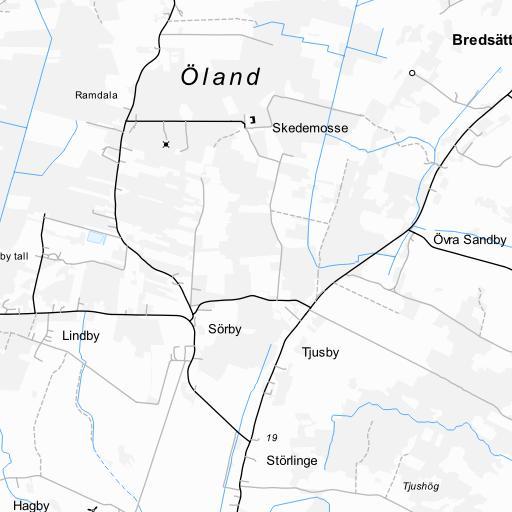 Bredsätt
Öland
Ramdala
Skedemosse
Övra Sandby
by tall
Lindby
Sörby
Tjusby
19
Störlinge
Tjushög
Hagby